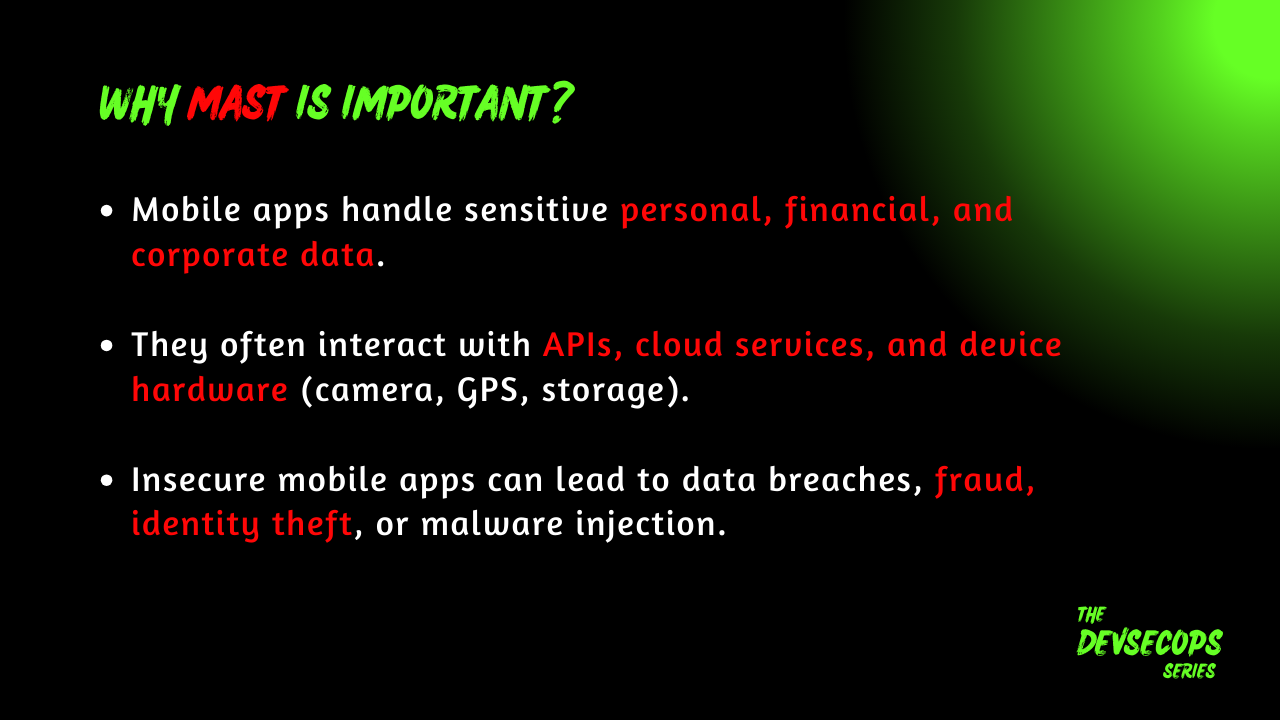 WHY MAST IS IMPORTANT?
• Mobile apps handle sensitive personal, financial, and
corporate data.
• They often interact with APIs, cloud services, and device
hardware (camera, GPS, storage).
• Insecure mobile apps can lead to data breaches, fraud,
identity theft, or malware injection.
THE
DEVSECOPS
SERIES